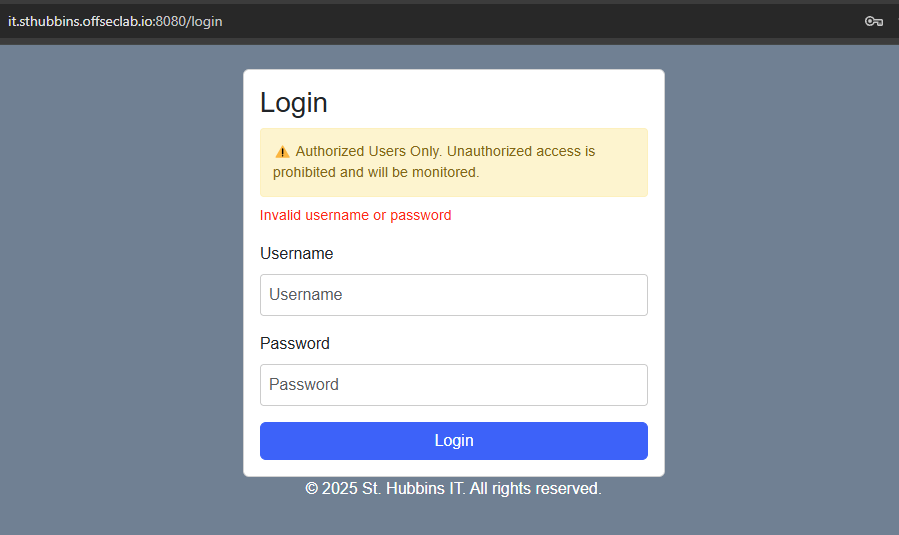 it.sthubbins.offseclab.io:8080/login
Login
⚠ Authorized Users Only. Unauthorized access is
prohibited and will be monitored.
Invalid username or password
Username
Username
Password
Password
Login
© 2025 St. Hubbins IT. All rights reserved.